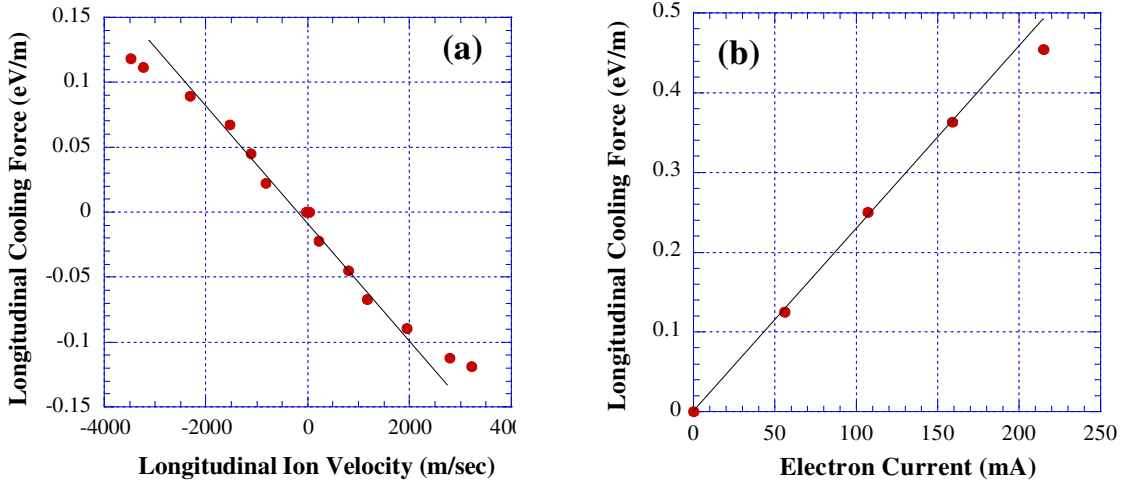 (a)
Longitudinal Cooling Force (eV/m)
0.15
0.1
0.05
0
-0.05
-0.1
-0.15
-4000 -2000 0 2000 400
Longitudinal Ion Velocity (m/sec)
(b)
Longitudinal Cooling Force (eV/m)
0.5
0.4
0.3
0.2
0.1
0
0 50 100 150 200 250
Electron Current (mA)